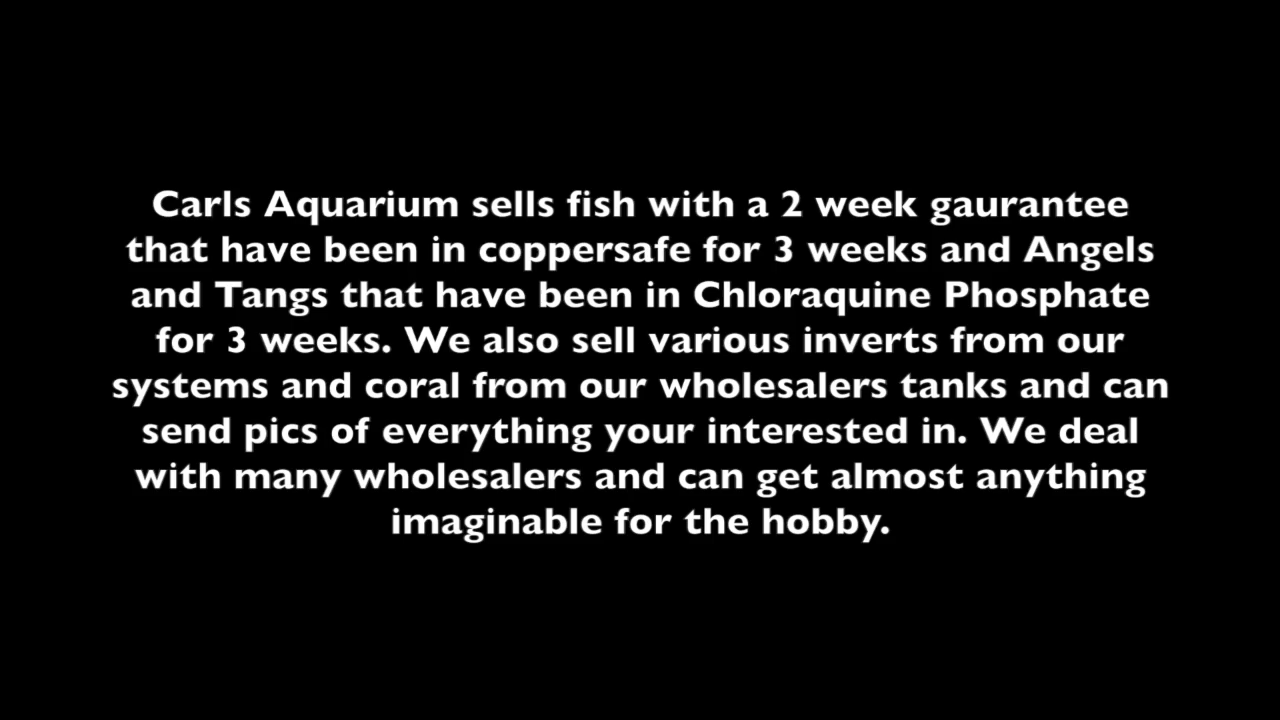 Carls Aquarium sells fish with a 2 week gaurantee
that have been in coppersafe for 3 weeks and Angels
and Tangs that have been in Chloraquine Phosphate
for 3 weeks. We also sell various inverts from our
systems and coral from our wholesalers tanks and can
send pics of everything your interested in. We deal
with many wholesalers and can get almost anything
imaginable for the hobby.